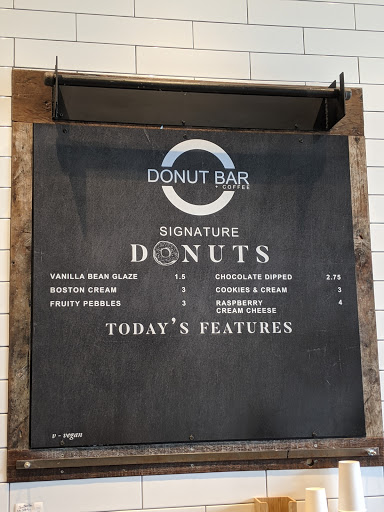 DONUT BAR
+ COFFEE
SIGNATURE
DONUTS
VANILLA BEAN GLAZE 1.5
BOSTON CREAM 3
FRUITY PEBBLES 3
CHOCOLATE DIPPED 2.75
COOKIES & CREAM 3
RASPBERRY
CREAM CHEESE 4
TODAY'S FEATURES
v - vegan